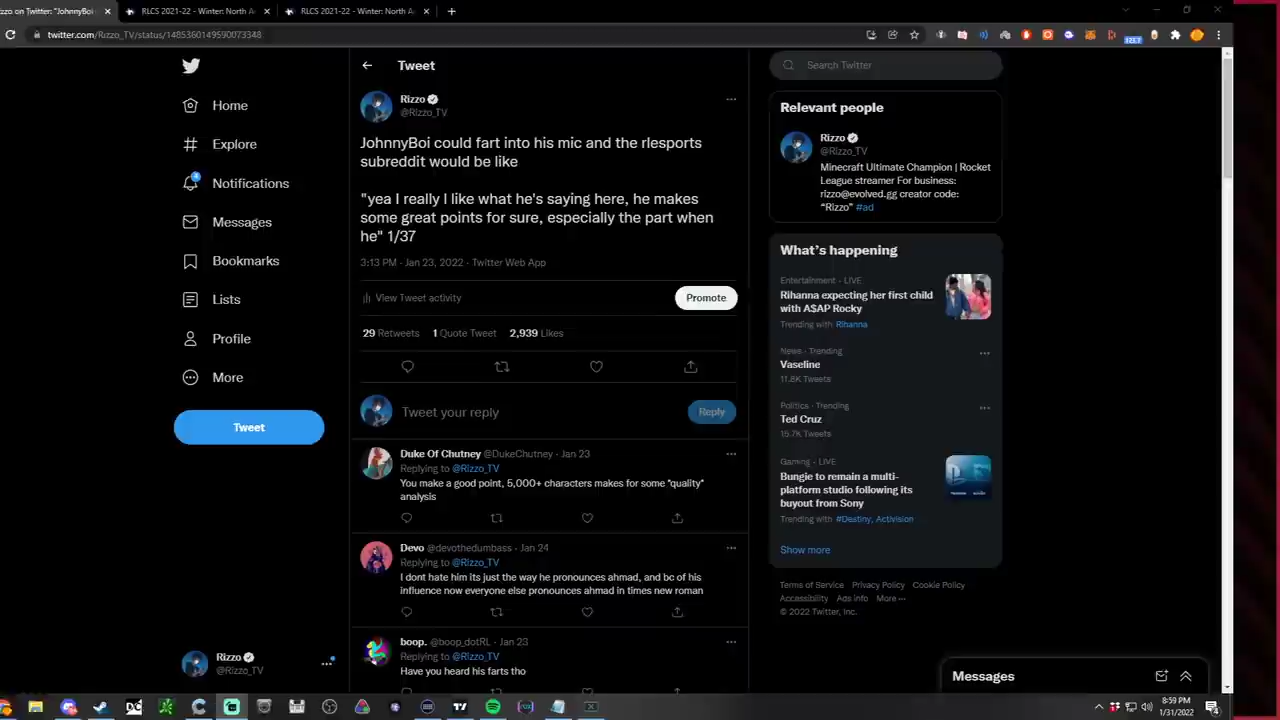 zzo on Twitter: "JohnnyBoi
RLCS 2021-22 - Winter: North A
RLCS 2021-22 - Winter: North A
twitter.com/Rizzo_TV/status/1485360149590073348
Tweet
Search Twitter
Home
Explore
Notifications
Messages
Bookmarks
Lists
Profile
More
Tweet
Rizzo
@Rizzo_TV
Rizzo
@Rizzo_TV
JohnnyBoi could fart into his mic and the rlesports
subreddit would be like
"yea I really I like what he's saying here, he makes
some great points for sure, especially the part when
he" 1/37
3:13 PM · Jan 23, 2022 · Twitter Web App
View Tweet activity
Promote
29 Retweets 1 Quote Tweet 2,939 Likes
Tweet your reply
Reply
Duke Of Chutney @DukeChutney · Jan 23
Replying to @Rizzo_TV
You make a good point, 5,000+ characters makes for some *quality*
analysis
Devo @devothedumbass · Jan 24
Replying to @Rizzo_TV
I dont hate him its just the way he pronounces ahmad, and bc of his
influence now everyone else pronounces ahmad in times new roman
boop. @boop_dotRL · Jan 23
Replying to @Rizzo_TV
Have you heard his farts tho
Relevant people
Rizzo
@Rizzo_TV
Minecraft Ultimate Champion | Rocket
League streamer For business:
rizzo@evolved.gg creator code:
"Rizzo" #ad
What's happening
Entertainment · LIVE
Rihanna expecting her first child
with A$AP Rocky
Trending with Rihanna
News · Trending
Vaseline
11.8K Tweets
Politics · Trending
Ted Cruz
15.7K Tweets
Gaming · LIVE
Bungie to remain a multi-
platform studio following its
buyout from Sony
Trending with #Destiny, Activision
Show more
Terms of Service Privacy Policy Cookie Policy
Accessibility Ads info More ···
© 2022 Twitter, Inc.
Messages
8:59 PM
1/31/2022